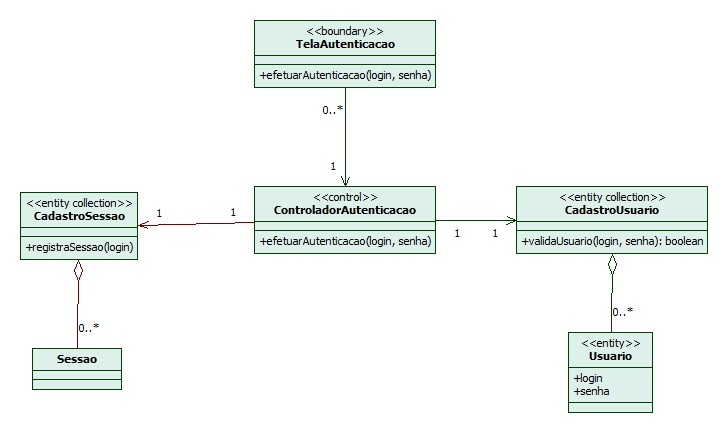 <<boundary>>
TelaAutenticacao
+efetuarAutenticacao(login, senha)
0..*
1
<<entity collection>>
CadastroSessao
+registraSessao(login)
1
1
<<control>>
ControladorAutenticacao
+efetuarAutenticacao(login, senha)
1
1
<<entity collection>>
CadastroUsuario
+validaUsuario(login, senha): boolean
0..*
Sessao
0..*
<<entity>>
Usuario
+login
+senha